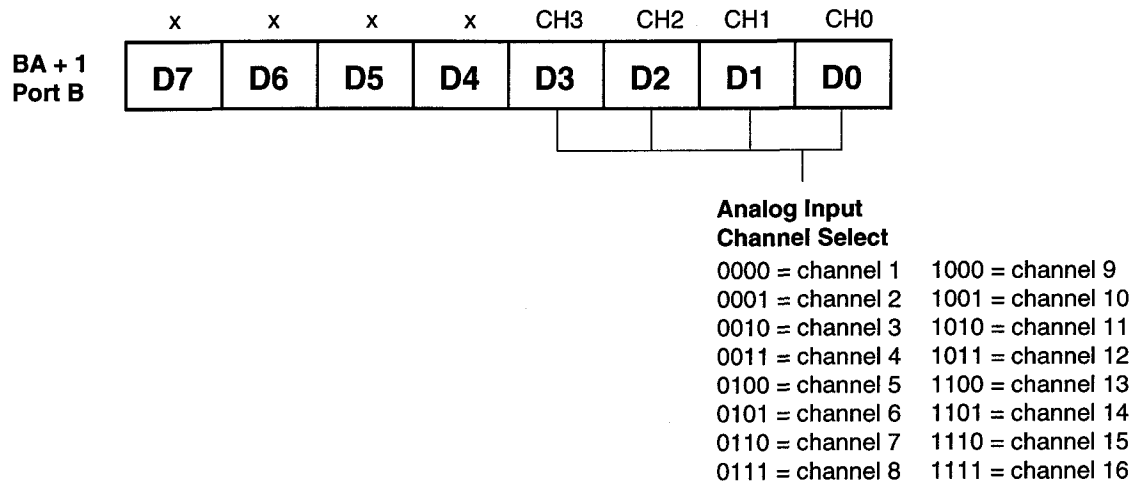 x x x x CH3 CH2 CH1 CH0
BA + 1
Port B
D7 D6 D5 D4 D3 D2 D1 D0
Analog Input
Channel Select
0000 = channel 1 1000 = channel 9
0001 = channel 2 1001 = channel 10
0010 = channel 3 1010 = channel 11
0011 = channel 4 1011 = channel 12
0100 = channel 5 1100 = channel 13
0101 = channel 6 1101 = channel 14
0110 = channel 7 1110 = channel 15
0111 = channel 8 1111 = channel 16